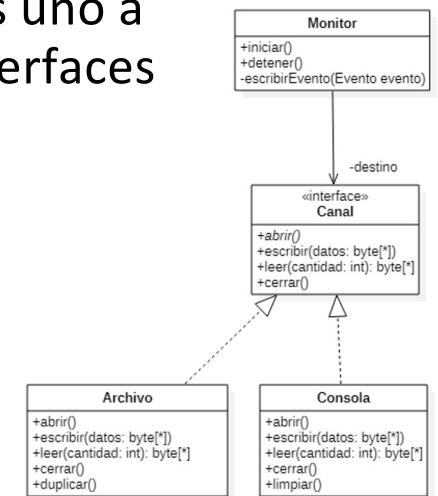 s uno a
erfaces
Monitor
+iniciar()
+detener()
-escribirEvento(Evento evento)
-destino
«interface»
Canal
+abrir()
+escribir(datos: byte[*])
+leer(cantidad: int): byte[*]
+cerrar()
Archivo
+abrir()
+escribir(datos: byte[*])
+leer(cantidad: int): byte[*]
+cerrar()
+duplicar()
Consola
+abrir()
+escribir(datos: byte[*])
+leer(cantidad: int): byte[*]
+cerrar()
+limpiar()